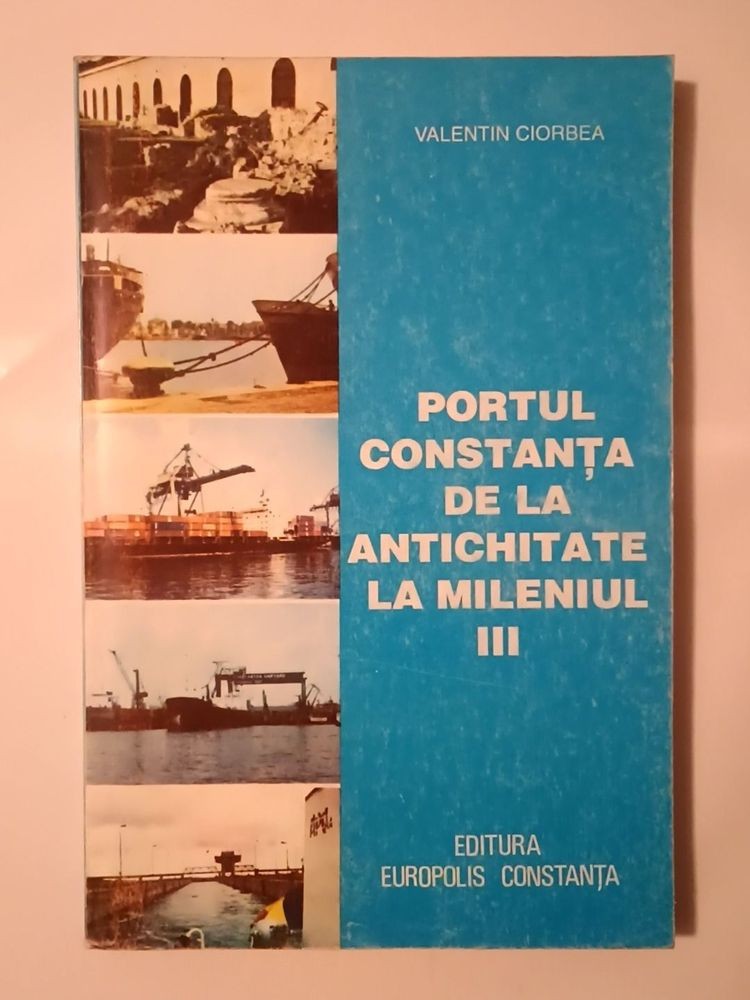 VALENTIN CIORBEA
PORTUL
CONSTANȚA
DE LA
ANTICHITATE
LA MILENIUL
III
EDITURA
EUROPOLIS CONSTANȚA